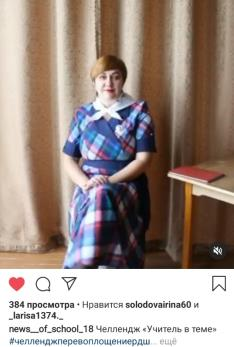 384 просмотра • Нравится solodovairina60 и
_larisa1374._
news__of_school_18 Челлендж «Учитель в теме»
#челленджперевоплощениердш... ещё